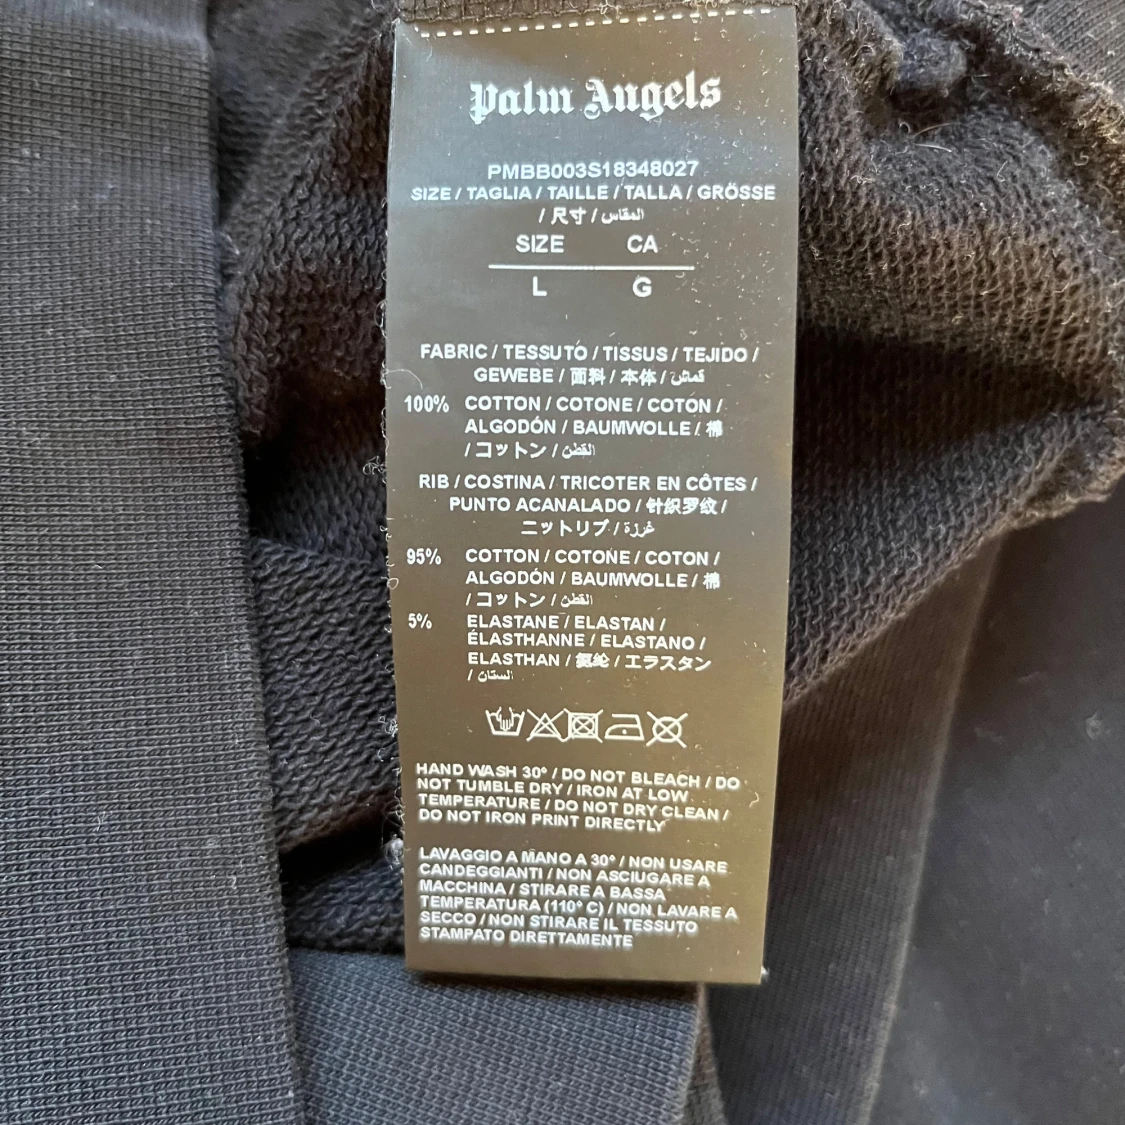 Palm Angels
PMBB003S18348027
SIZE / TAGLIA / TAILLE / TALLA / GRÖSSE
/ 尺寸 / المقاس
SIZE CA
L G
FABRIC / TESSUTO / TISSUS / TEJIDO /
GEWEBE / 面料 / 本体 / قماش
100% COTTON / COTONE / COTON /
ALGODÓN / BAUMWOLLE / 棉
/ コットン / القطن
RIB / COSTINA / TRICOTER EN CÔTES /
PUNTO ACANALADO / 针织罗纹 /
ニットリブ / غرزة
95% COTTON / COTONE / COTON /
ALGODÓN / BAUMWOLLE / 棉
/ コットン / القطن
5% ELASTANE / ELASTAN /
ÉLASTHANNE / ELASTANO /
ELASTHAN / 氨纶 / エラスタン
/ الستان
HAND WASH 30° / DO NOT BLEACH / DO
NOT TUMBLE DRY / IRON AT LOW
TEMPERATURE / DO NOT DRY CLEAN /
DO NOT IRON PRINT DIRECTLY
LAVAGGIO A MANO A 30° / NON USARE
CANDEGGIANTI / NON ASCIUGARE A
MACCHINA / STIRARE A BASSA
TEMPERATURA (110° C) / NON LAVARE A
SECCO / NON STIRARE IL TESSUTO
STAMPATO DIRETTAMENTE